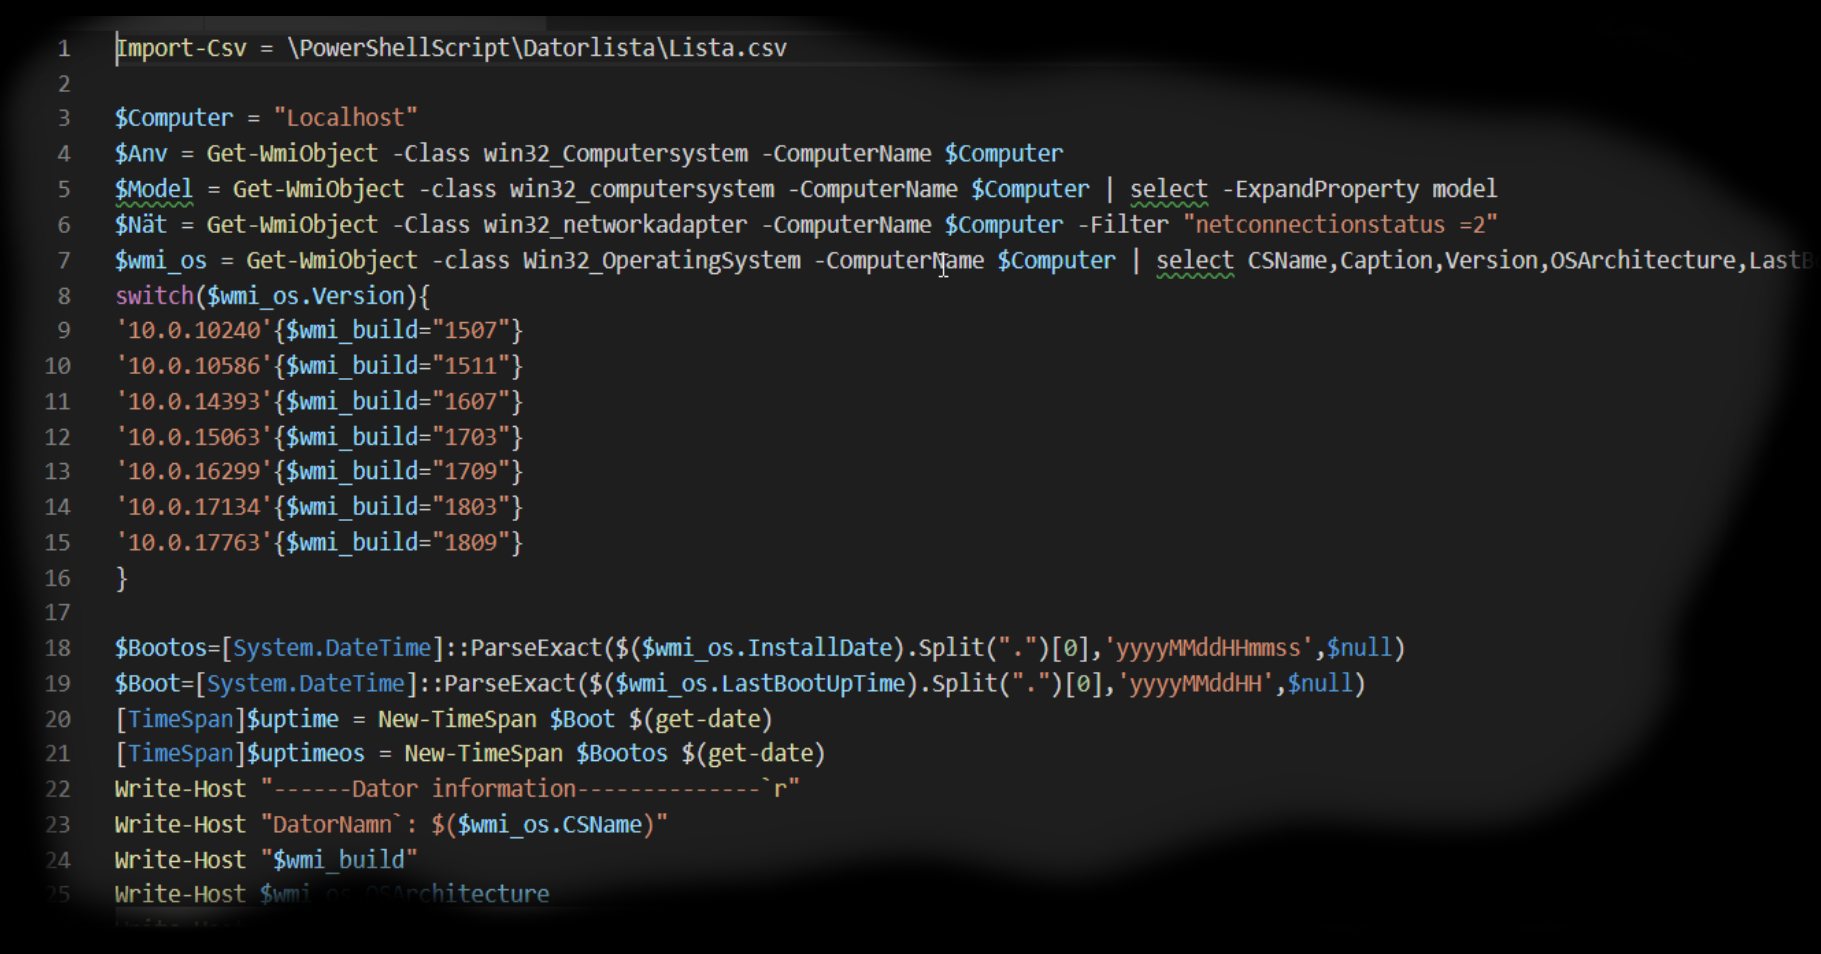 1 Import-Csv = \PowerShellScript\Datorlista\Lista.csv
2
3 $Computer = "Localhost"
4 $Anv = Get-WmiObject -Class win32_Computersystem -ComputerName $Computer
5 $Model = Get-WmiObject -class win32_computersystem -ComputerName $Computer | select -ExpandProperty model
6 $Nät = Get-WmiObject -Class win32_networkadapter -ComputerName $Computer -Filter "netconnectionstatus =2"
7 $wmi_os = Get-WmiObject -class Win32_OperatingSystem -ComputerName $Computer | select CSName,Caption,Version,OSArchitecture,LastB
8 switch($wmi_os.Version){
9 '10.0.10240'{$wmi_build="1507"}
10 '10.0.10586'{$wmi_build="1511"}
11 '10.0.14393'{$wmi_build="1607"}
12 '10.0.15063'{$wmi_build="1703"}
13 '10.0.16299'{$wmi_build="1709"}
14 '10.0.17134'{$wmi_build="1803"}
15 '10.0.17763'{$wmi_build="1809"}
16 }
17
18 $Bootos=[System.DateTime]::ParseExact($($wmi_os.InstallDate).Split(".")[0],'yyyyMMddHHmmss',$null)
19 $Boot=[System.DateTime]::ParseExact($($wmi_os.LastBootUpTime).Split(".")[0],'yyyyMMddHH',$null)
20 [TimeSpan]$uptime = New-TimeSpan $Boot $(get-date)
21 [TimeSpan]$uptimeos = New-TimeSpan $Bootos $(get-date)
22 Write-Host "------Dator information--------------`r"
23 Write-Host "DatorNamn`: $($wmi_os.CSName)"
24 Write-Host "$wmi_build"
25 Write-Host $wmi_os.OSArchitecture